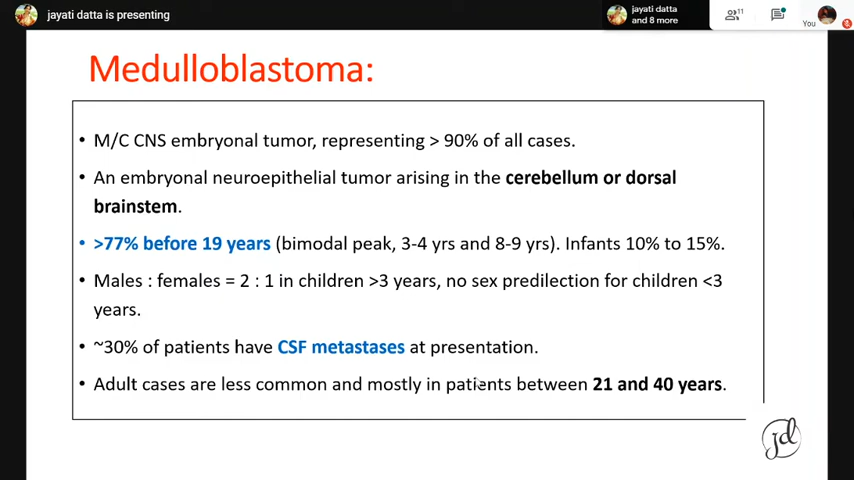 jayati datta is presenting
jayati datta
and 8 more
11
You
Medulloblastoma:
• M/C CNS embryonal tumor, representing > 90% of all cases.
• An embryonal neuroepithelial tumor arising in the cerebellum or dorsal
brainstem.
• >77% before 19 years (bimodal peak, 3-4 yrs and 8-9 yrs). Infants 10% to 15%.
• Males : females = 2 : 1 in children >3 years, no sex predilection for children <3
years.
• ~30% of patients have CSF metastases at presentation.
• Adult cases are less common and mostly in patients between 21 and 40 years.
jd